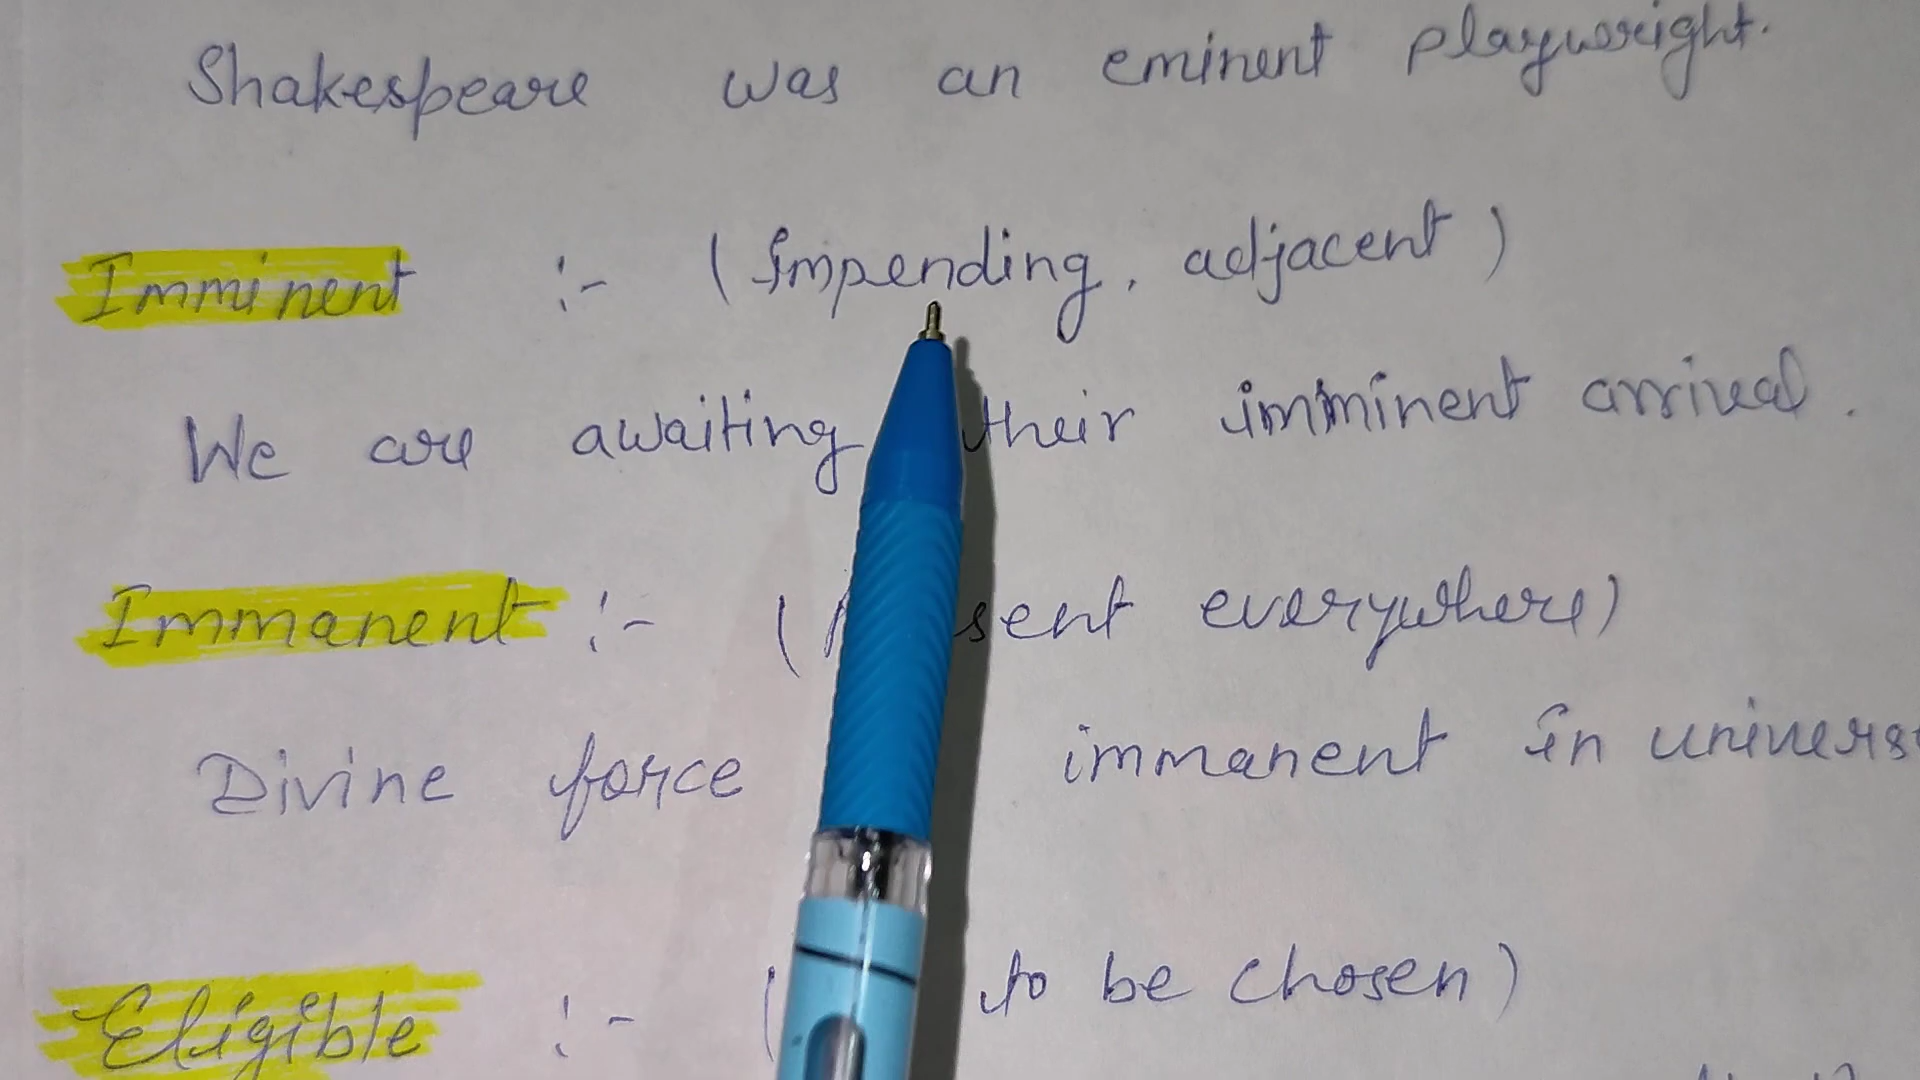 Shakespeare was an eminent playwright.
Imminent :- (Impending, adjacent)
We are awaiting their imminent arrival.
Immanent :- ( everywhere)
Divine force immanent in
Eligible :- ( to be chosen)